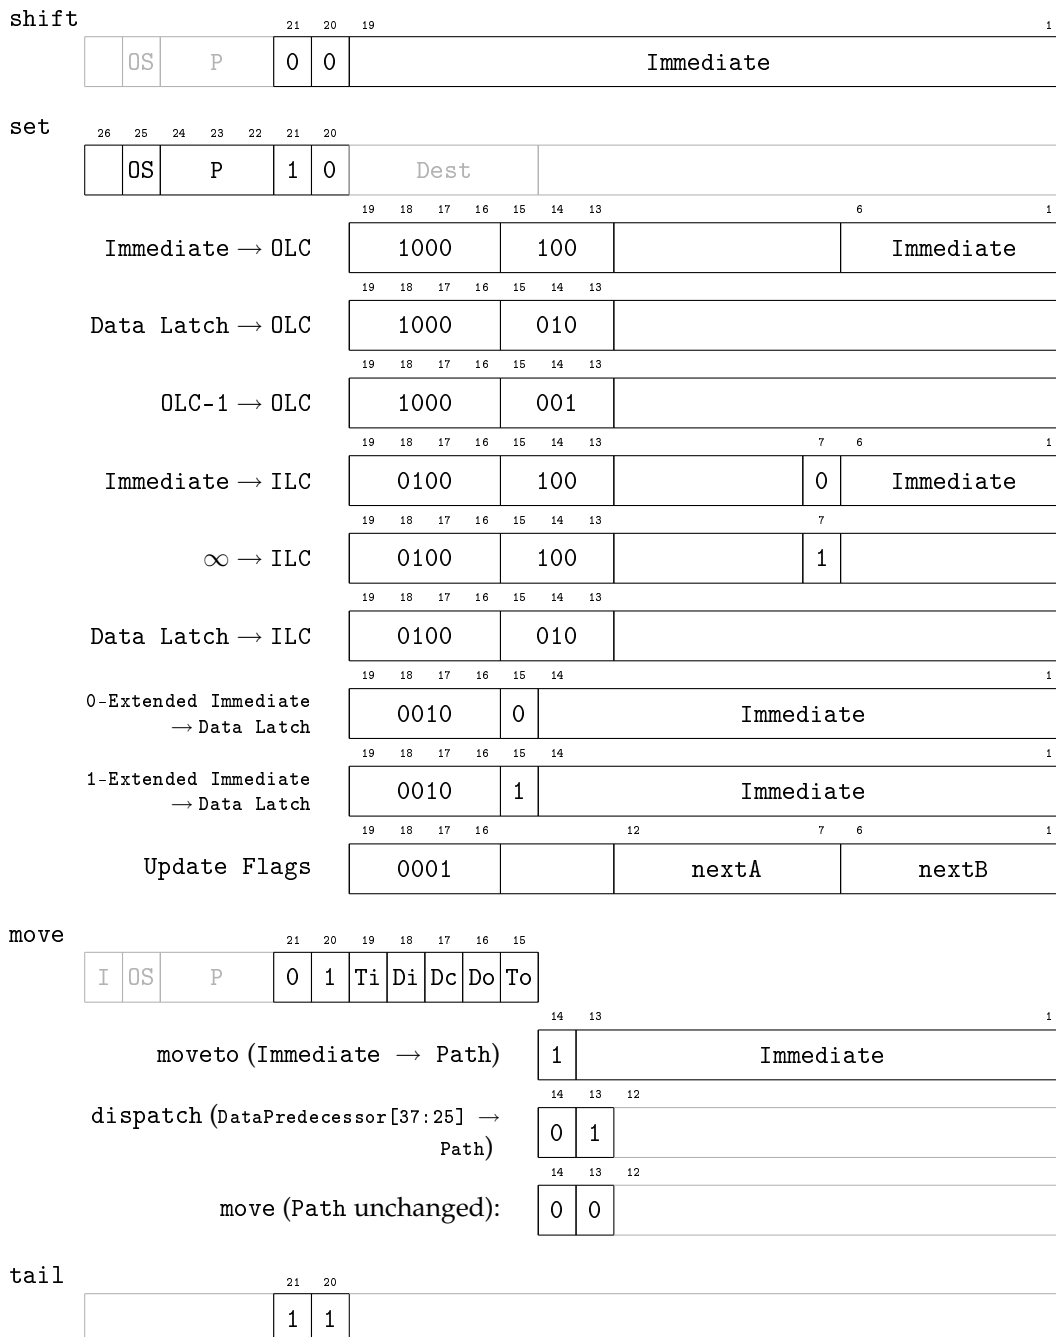 shift
21 20 19 1
OS P 0 0 Immediate
set
26 25 24 23 22 21 20
OS P 1 0 Dest
19 18 17 16 15 14 13 6 1
Immediate → OLC 1000 100 Immediate
19 18 17 16 15 14 13
Data Latch → OLC 1000 010
19 18 17 16 15 14 13
OLC-1 → OLC 1000 001
19 18 17 16 15 14 13 7 6 1
Immediate → ILC 0100 100 0 Immediate
19 18 17 16 15 14 13 7
∞ → ILC 0100 100 1
19 18 17 16 15 14 13
Data Latch → ILC 0100 010
19 18 17 16 15 14 1
0-Extended Immediate
→ Data Latch 0010 0 Immediate
19 18 17 16 15 14 1
1-Extended Immediate
→ Data Latch 0010 1 Immediate
19 18 17 16 12 7 6 1
Update Flags 0001 nextA nextB
move
21 20 19 18 17 16 15
I OS P 0 1 Ti Di Dc Do To
14 13 1
moveto (Immediate → Path) 1 Immediate
14 13 12
dispatch (DataPredecessor[37:25] →
Path) 0 1
14 13 12
move (Path unchanged): 0 0
tail
21 20
1 1